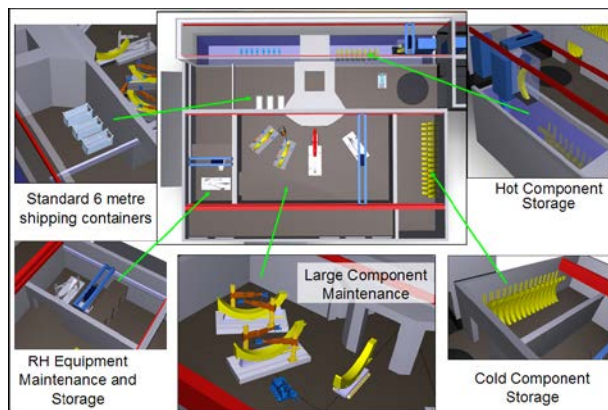 Standard 6 metre
shipping containers
Hot Component
Storage
RH Equipment
Maintenance and
Storage
Large Component
Maintenance
Cold Component
Storage